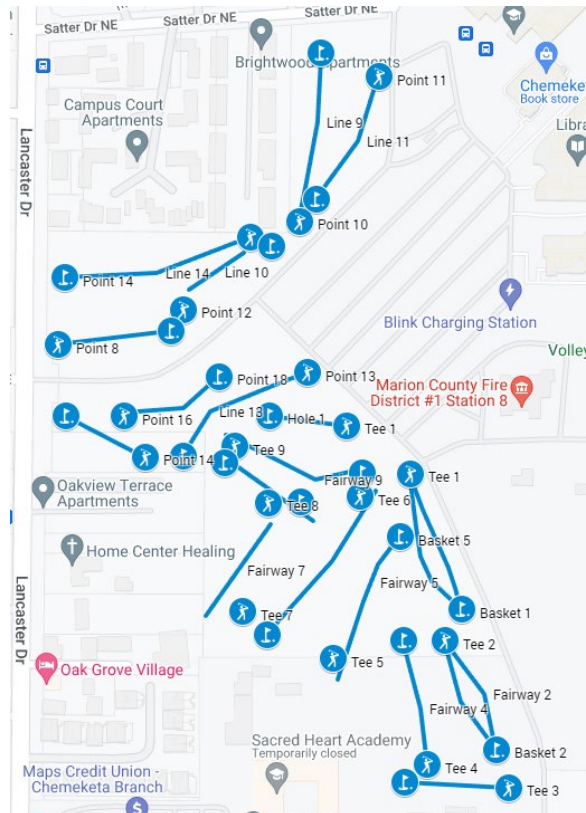 Satter Dr NE
Satter Dr NE
Brightwood Apartments
Point 11
Chemeket
Book store
Campus Court
Apartments
Line 9
Line 11
Libra
Lancaster Dr
Point 10
Point 14
Line 14
Line 10
Blink Charging Station
Point 12
Point 8
Volley
Point 18
Point 13
Marion County Fire
District #1 Station 8
Point 16
Line 13
Hole 1
Tee 1
Point 14
Tee 9
Tee 1
Oakview Terrace
Apartments
Fairway 9
Tee 8
Tee 6
Home Center Healing
Basket 5
Fairway 7
Fairway 5
Lancaster Dr
Tee 7
Basket 1
Tee 2
Oak Grove Village
Tee 5
Fairway 2
Fairway 4
Sacred Heart Academy
Temporarily closed
Basket 2
Maps Credit Union -
Chemeketa Branch
Tee 4
Tee 3